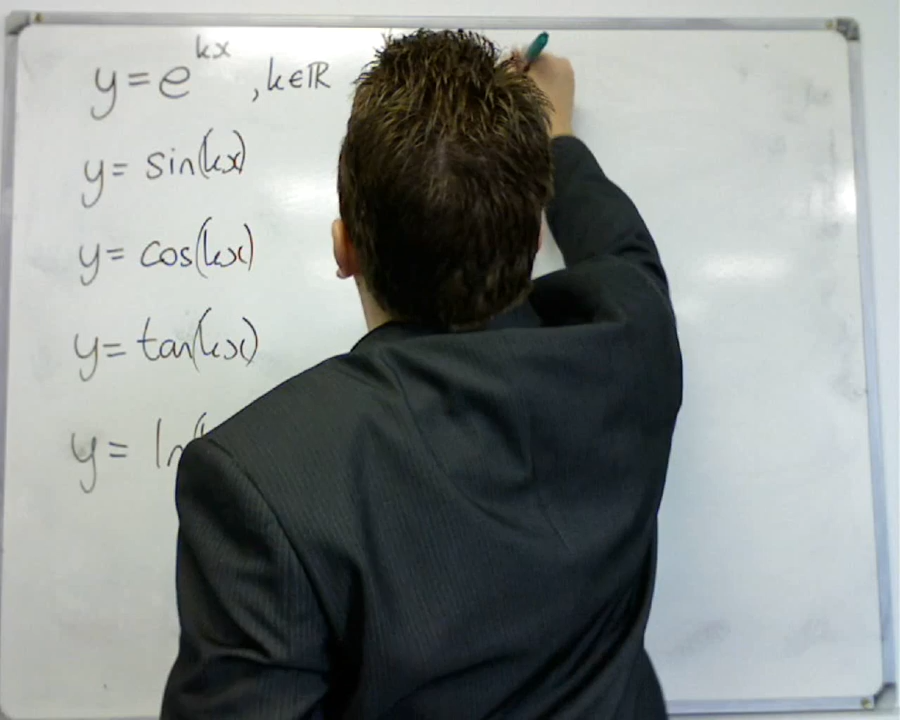 y = e^{kx}, k∈ℝ
y = sin(kx)
y = cos(kx)
y = tan(kx)
y = ln(